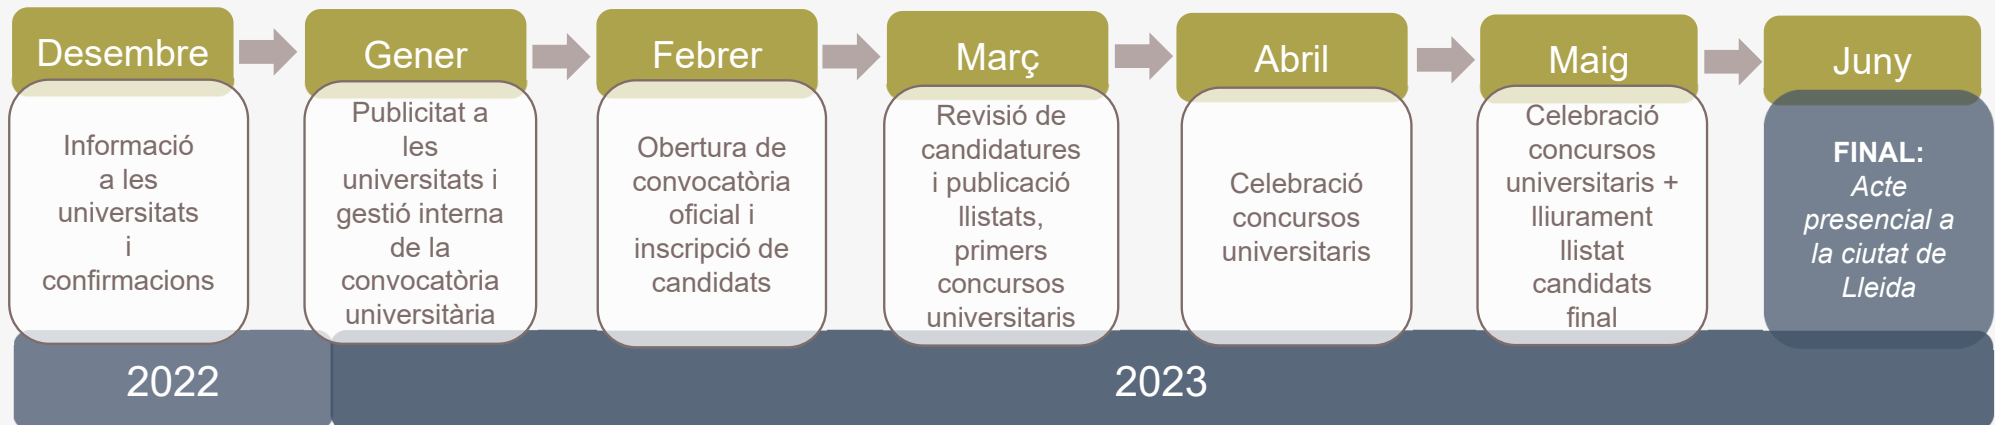 Desembre
Informació
a les
universitats
i
confirmacions
Gener
Publicitat a
les
universitats i
gestió interna
de la
convocatòria
universitària
Febrer
Obertura de
convocatòria
oficial i
inscripció de
candidats
Març
Revisió de
candidatures
i publicació
llistats,
primers
concursos
universitaris
Abril
Celebració
concursos
universitaris
Maig
Celebració
concursos
universitaris +
lliurament
llistat
candidats
final
Juny
FINAL:
Acte
presencial a
la ciutat de
Lleida
2022
2023